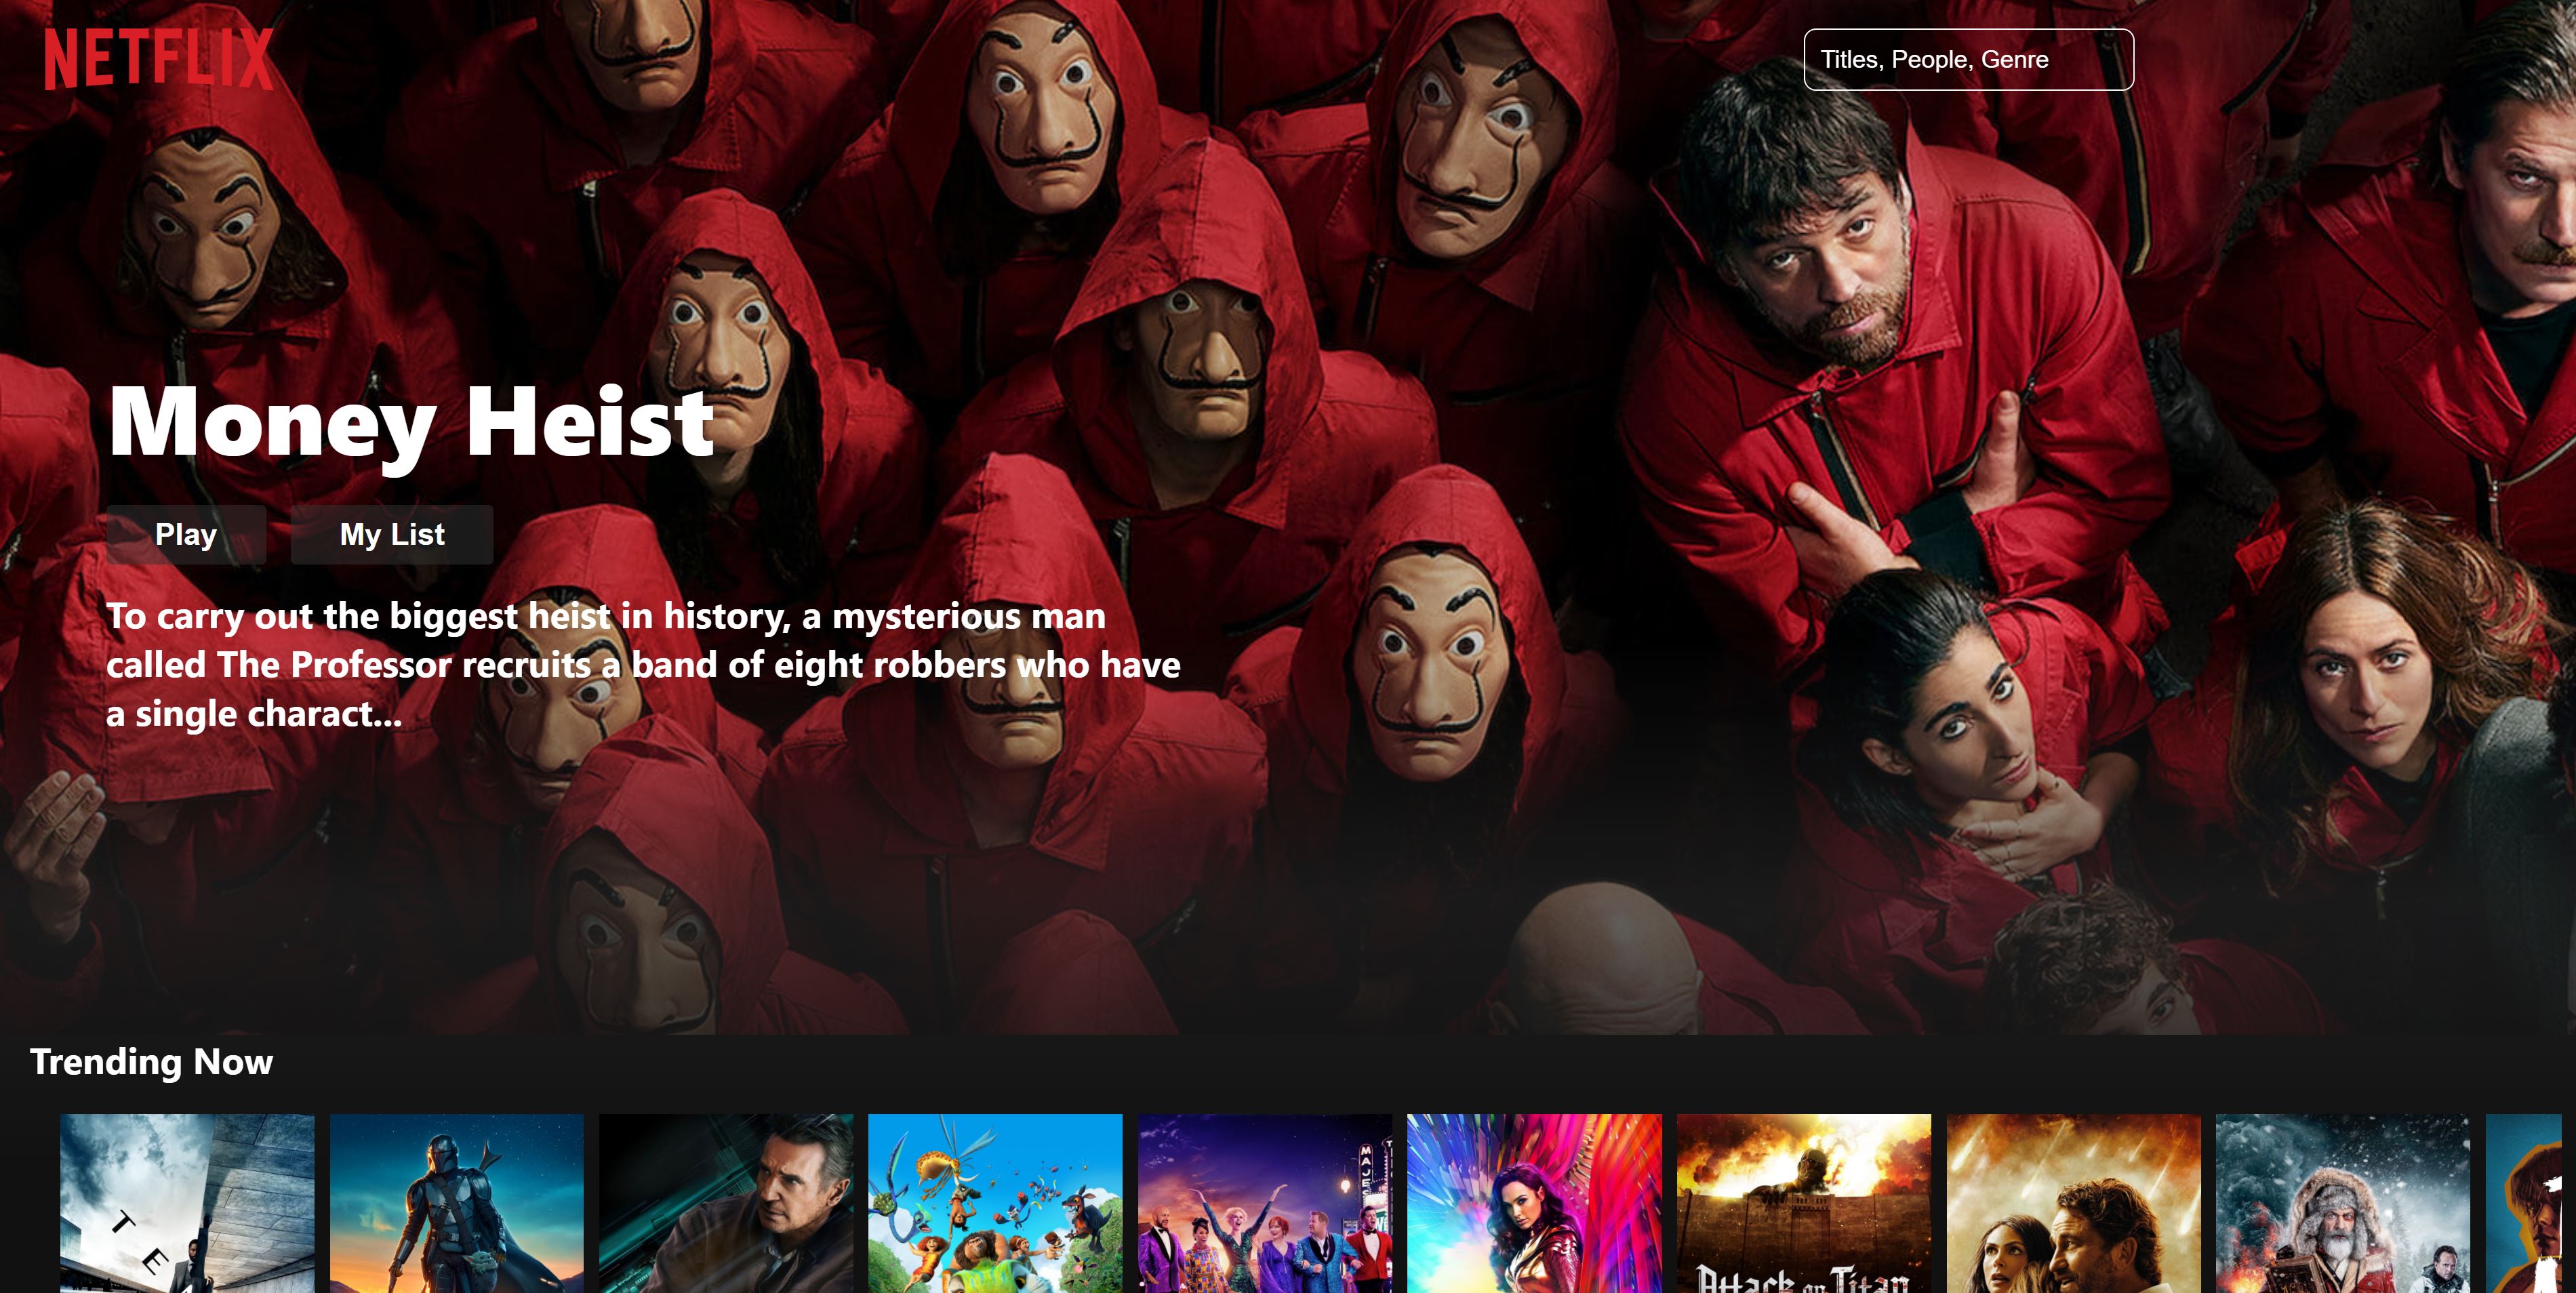 NETFLIX
Titles, People, Genre
Money Heist
Play
My List
To carry out the biggest heist in history, a mysterious man
called The Professor recruits a band of eight robbers who have
a single charact...
Trending Now
T
E
MAJES
Attack on Titan